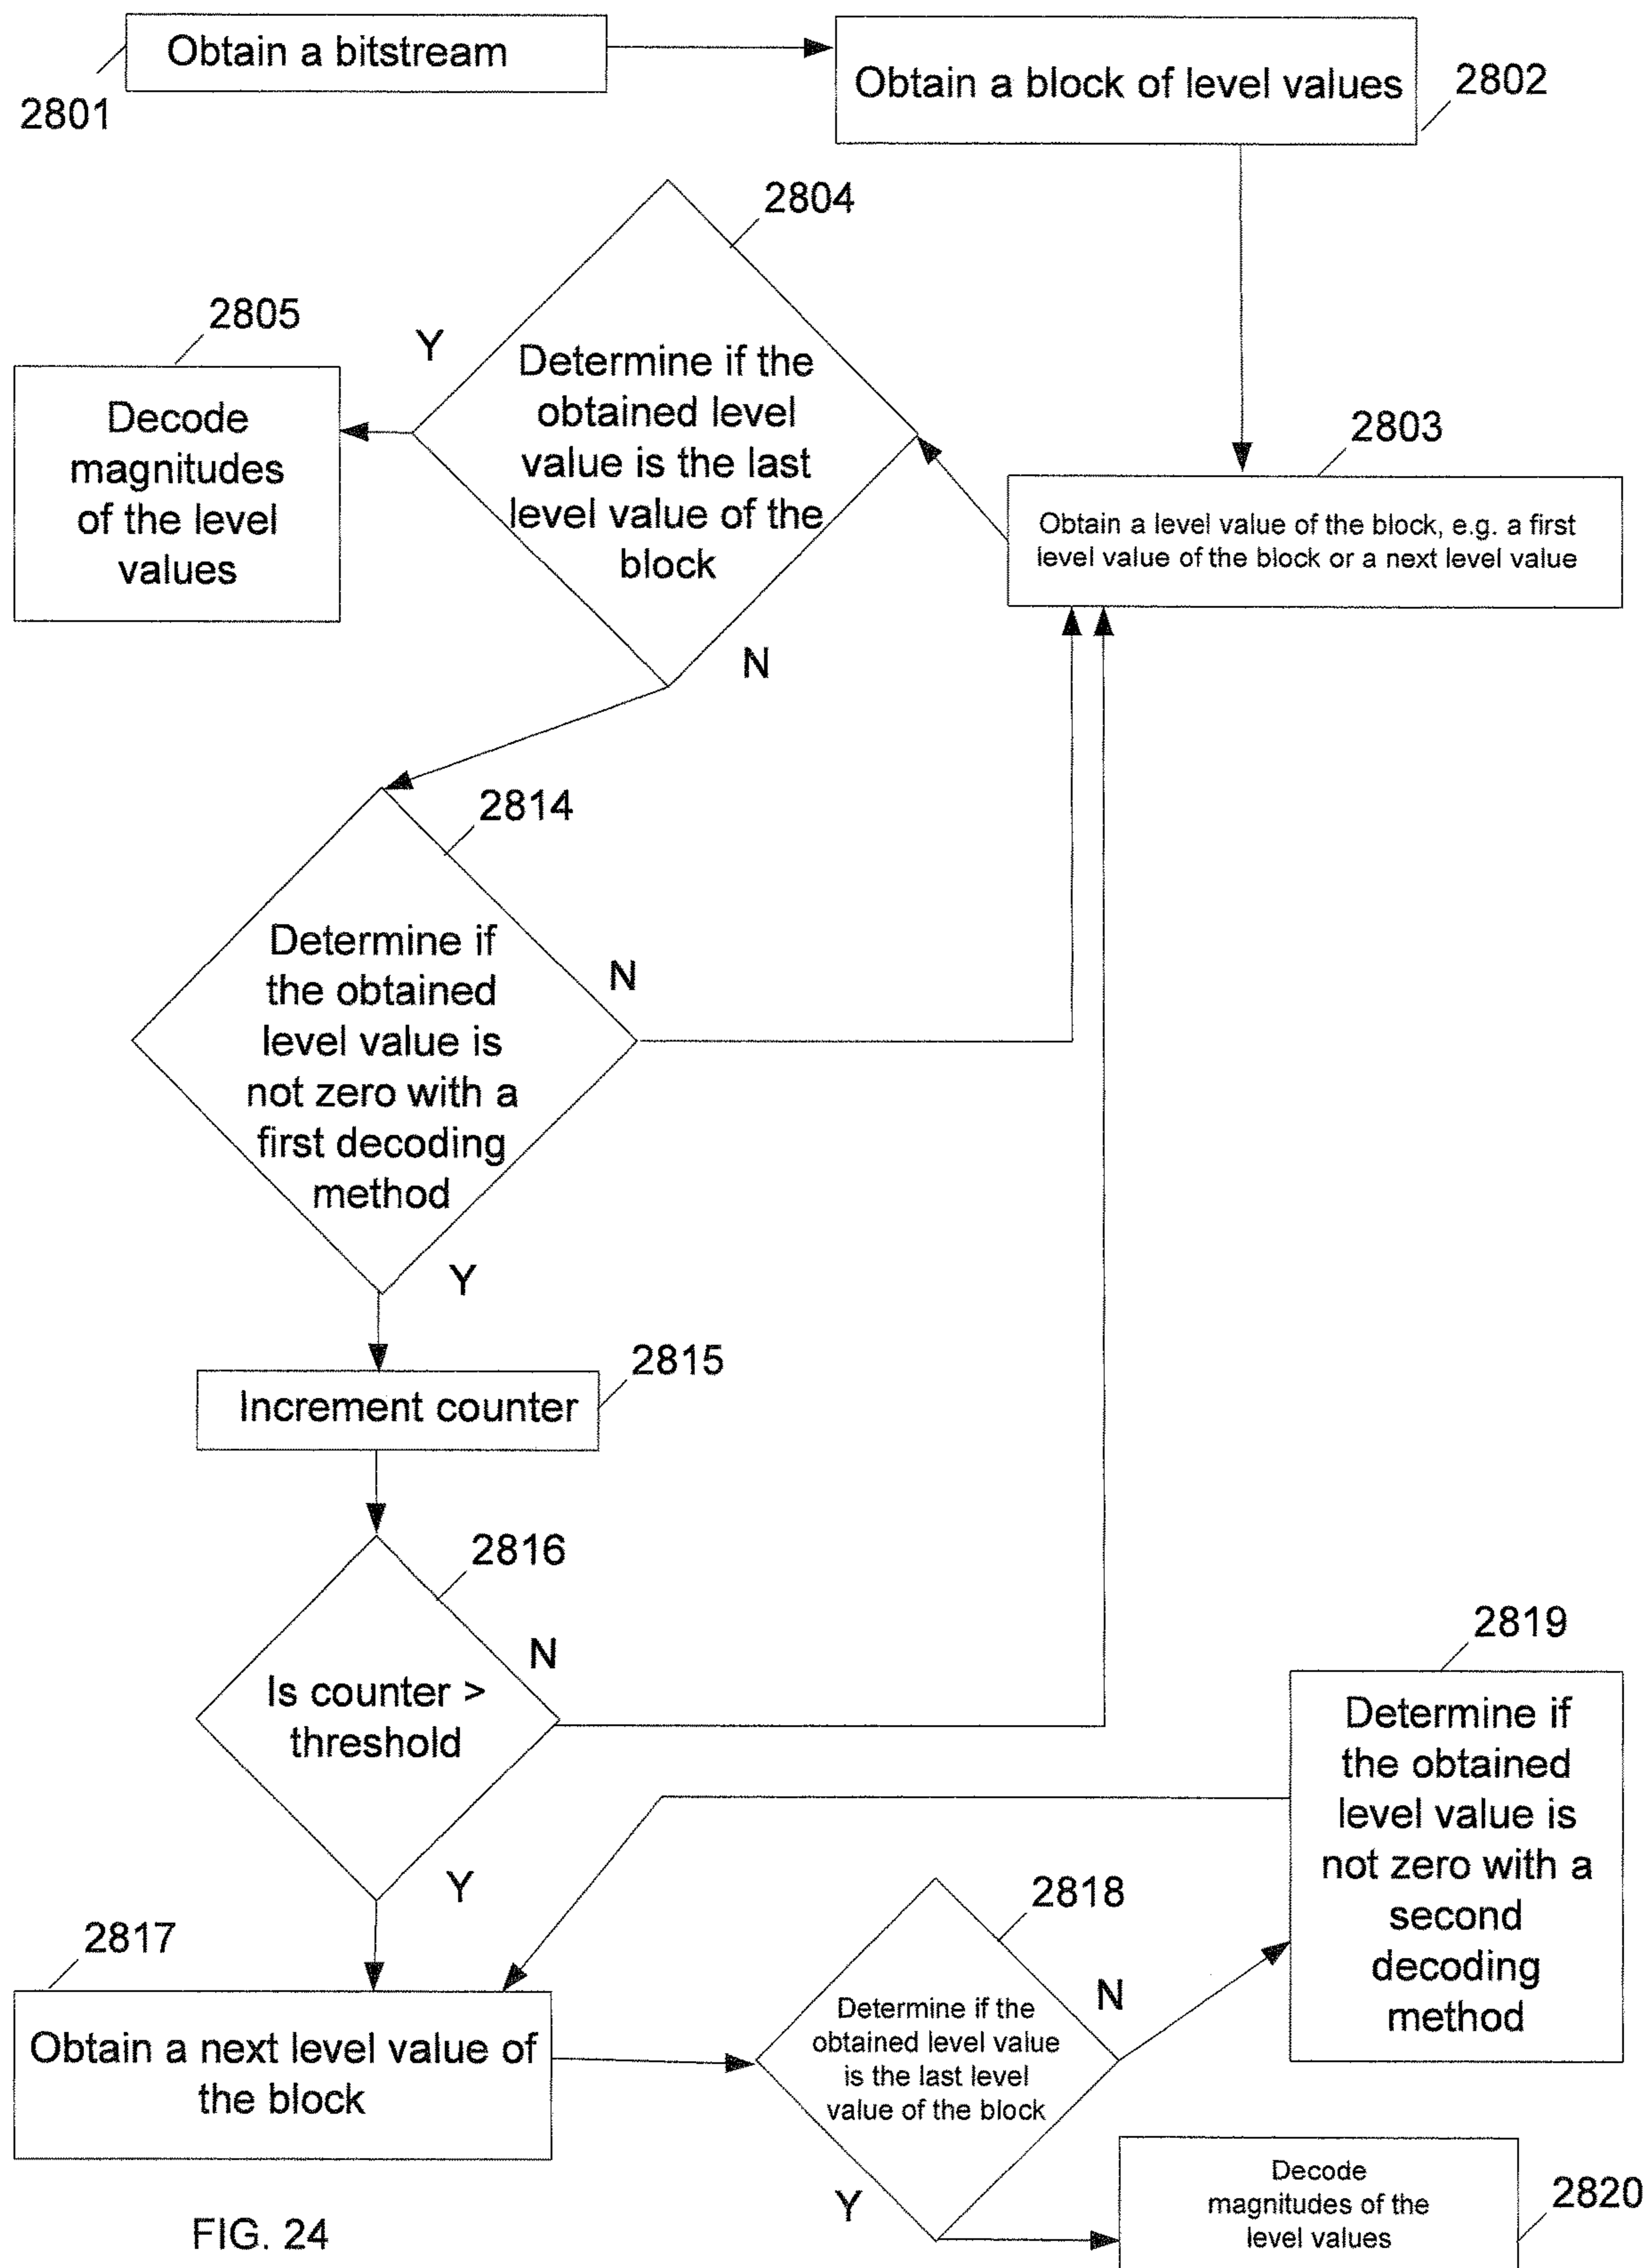 Obtain a bitstream
2801
Obtain a block of level values
2802
2804
2805
Y
Determine if the
obtained level
value is the last
level value of the
block
Decode
magnitudes
of the level
values
2803
Obtain a level value of the block, e.g. a first
level value of the block or a next level value
N
2814
Determine if
the obtained
level value is
not zero with a
first decoding
method
N
Y
2815
Increment counter
2816
N
Is counter >
threshold
Y
2819
Determine if
the obtained
level value is
not zero with a
second
decoding
method
2817
Obtain a next level value of
the block
2818
N
Determine if the
obtained level value
is the last level
value of the block
Y
Decode
magnitudes of the
level values
2820
FIG. 24